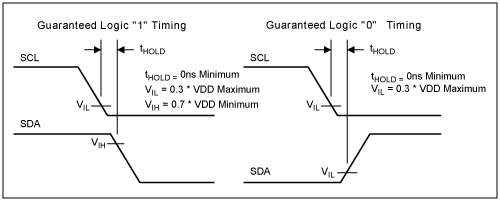 Guaranteed Logic "1" Timing
tHOLD
SCL
tHOLD = 0ns Minimum
VIL = 0.3 * VDD Maximum
VIH = 0.7 * VDD Minimum
VIL
SDA
VIH
Guaranteed Logic "0" Timing
tHOLD
SCL
tHOLD = 0ns Minimum
VIL = 0.3 * VDD Maximum
VIL
SDA
VIL